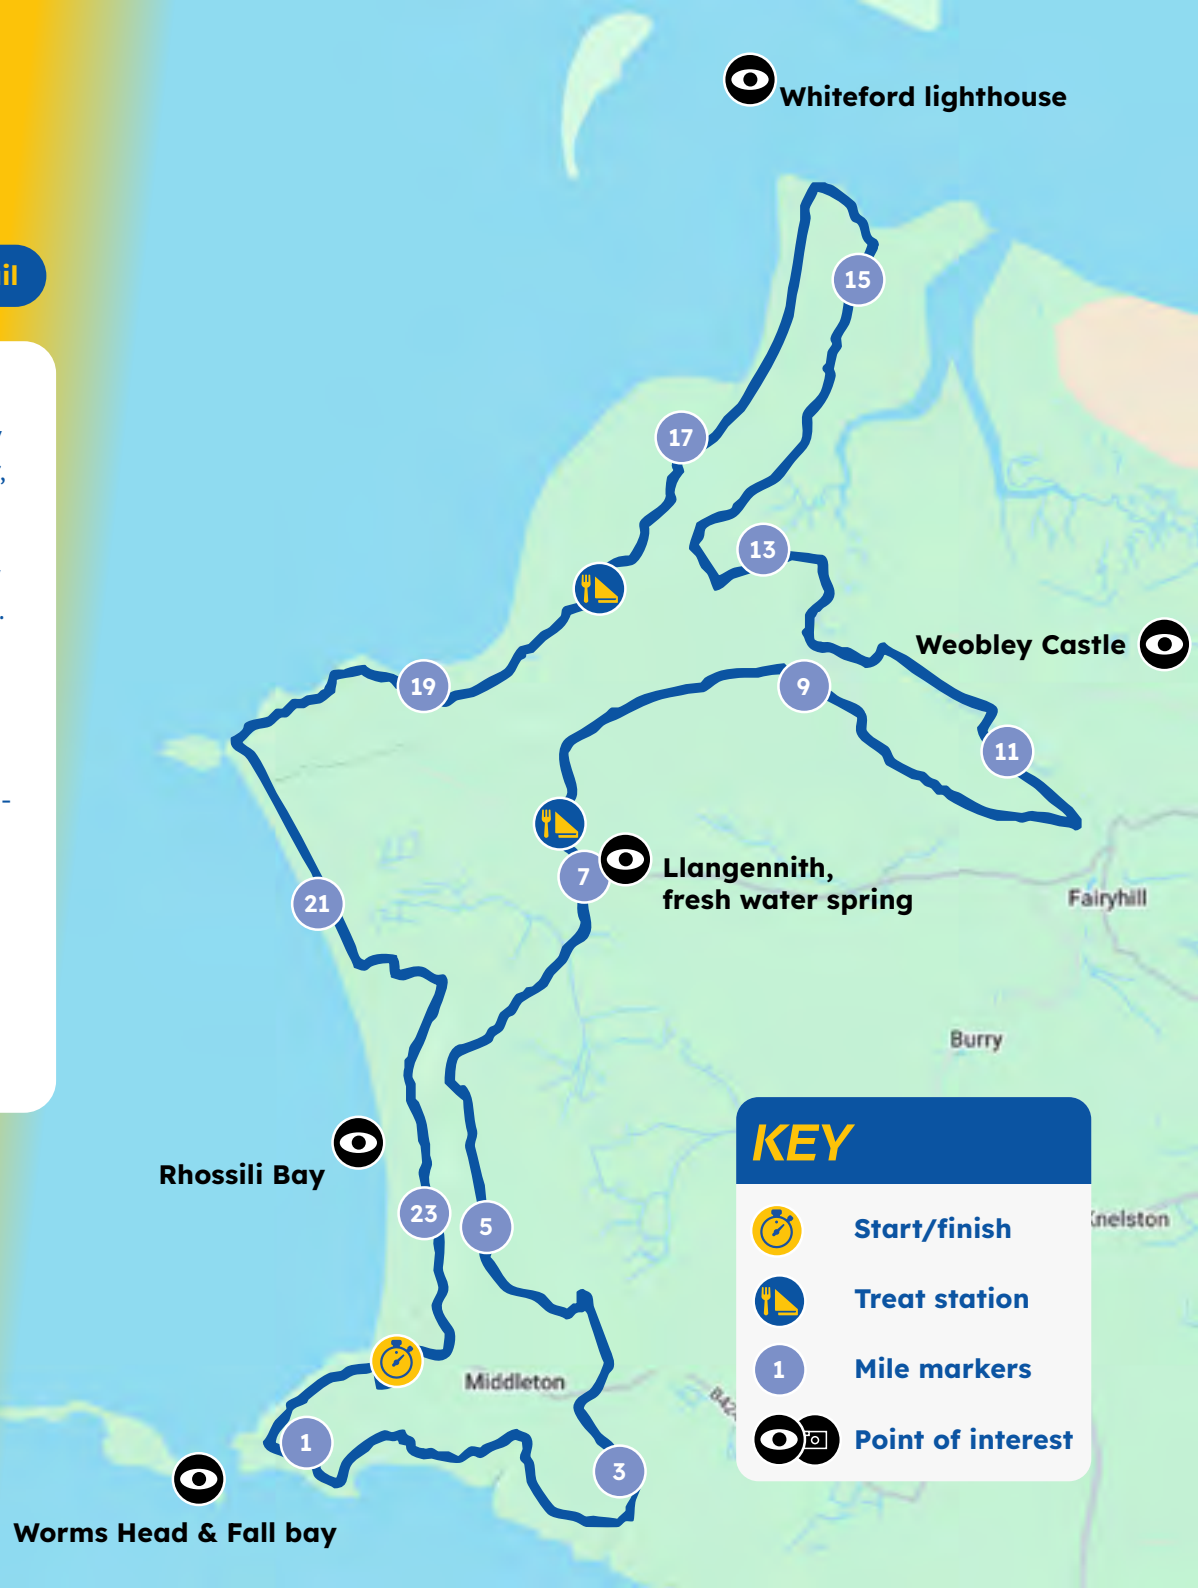 Whiteford lighthouse
il
15
17
13
Weobley Castle
19
9
11
7
Llangennith,
fresh water spring
21
Fairyhill
Burry
Rhossili Bay
23
5
KEY
Start/finish
Treat station
1
Mile markers
Point of interest
Knelston
Middleton
1
3
Worms Head & Fall bay